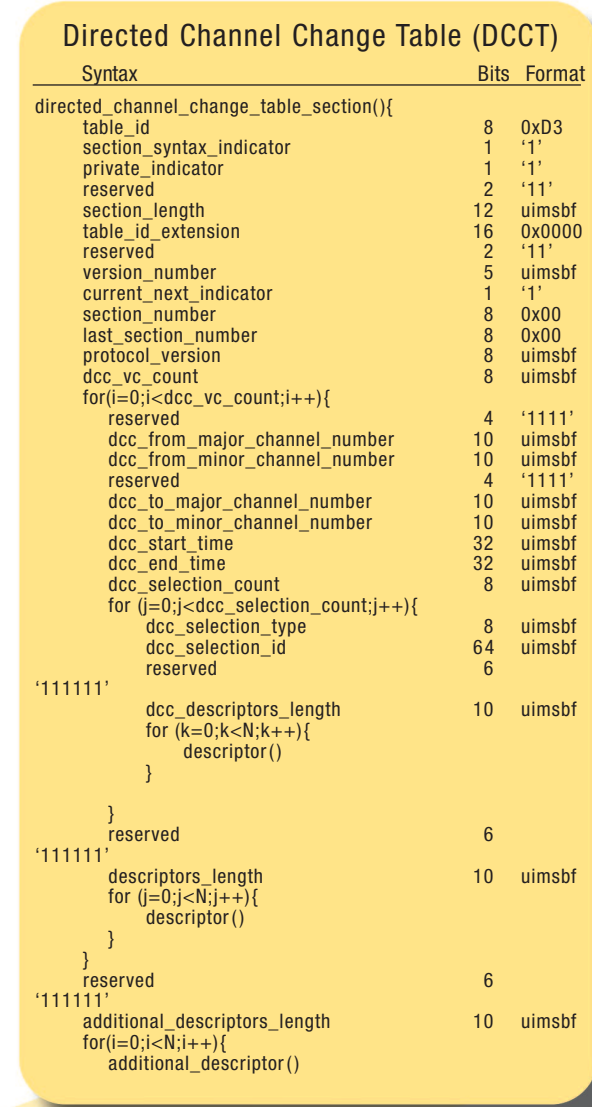 Directed Channel Change Table (DCCT)
Syntax Bits Format
directed_channel_change_table_section(){
table_id 8 0xD3
section_syntax_indicator 1 ‘1’
private_indicator 1 ‘1’
reserved 2 ‘11’
section_length 12 uimsbf
table_id_extension 16 0x0000
reserved 2 ‘11’
version_number 5 uimsbf
current_next_indicator 1 ‘1’
section_number 8 0x00
last_section_number 8 0x00
protocol_version 8 uimsbf
dcc_vc_count 8 uimsbf
for(i=0;i<dcc_vc_count;i++){
reserved 4 ‘1111’
dcc_from_major_channel_number 10 uimsbf
dcc_from_minor_channel_number 10 uimsbf
reserved 4 ‘1111’
dcc_to_major_channel_number 10 uimsbf
dcc_to_minor_channel_number 10 uimsbf
dcc_start_time 32 uimsbf
dcc_end_time 32 uimsbf
dcc_selection_count 8 uimsbf
for (j=0;j<dcc_selection_count;j++){
dcc_selection_type 8 uimsbf
dcc_selection_id 64 uimsbf
reserved 6
‘111111’
dcc_descriptors_length 10 uimsbf
for (k=0;k<N;k++){
descriptor()
}
}
reserved 6
‘111111’
descriptors_length 10 uimsbf
for (j=0;j<N;j++){
descriptor()
}
}
reserved 6
‘111111’
additional_descriptors_length 10 uimsbf
for(i=0;i<N;i++){
additional_descriptor()